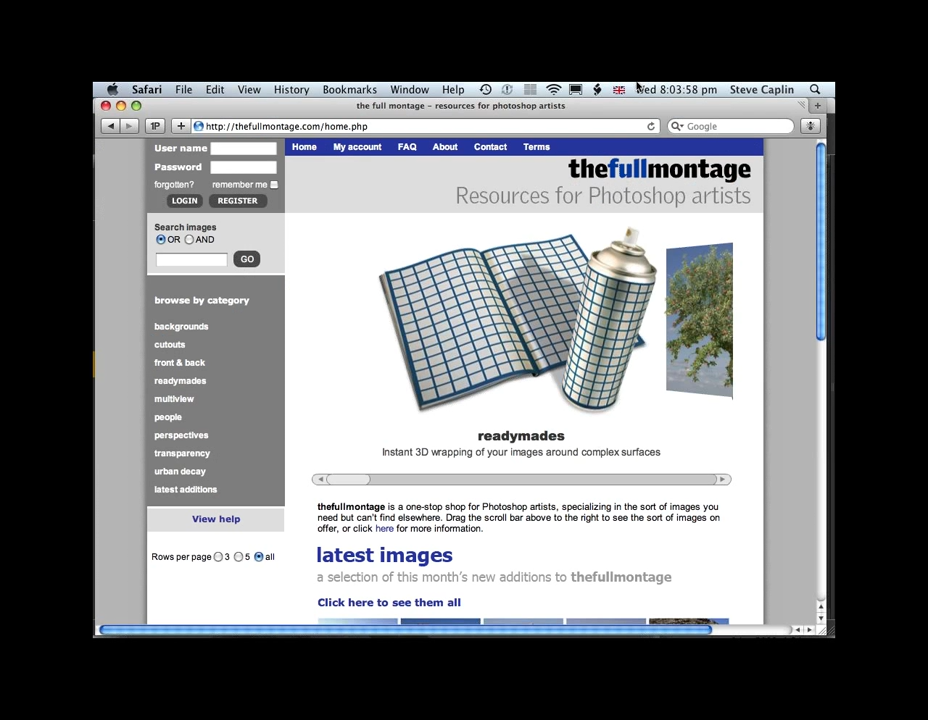 Safari File Edit View History Bookmarks Window Help Wed 8:03:58 pm Steve Caplin
the full montage – resources for photoshop artists
1P + http://thefullmontage.com/home.php Google
User name
Password
forgotten? remember me
LOGIN REGISTER
Home My account FAQ About Contact Terms
thefullmontage
Resources for Photoshop artists
Search images
OR AND
GO
browse by category
backgrounds
cutouts
front & back
readymades
multiview
people
perspectives
transparency
urban decay
latest additions
View help
Rows per page 3 5 all
readymades
Instant 3D wrapping of your images around complex surfaces
thefullmontage is a one-stop shop for Photoshop artists, specializing in the sort of images you
need but can't find elsewhere. Drag the scroll bar above to the right to see the sort of images on
offer, or click here for more information.
latest images
a selection of this month's new additions to thefullmontage
Click here to see them all